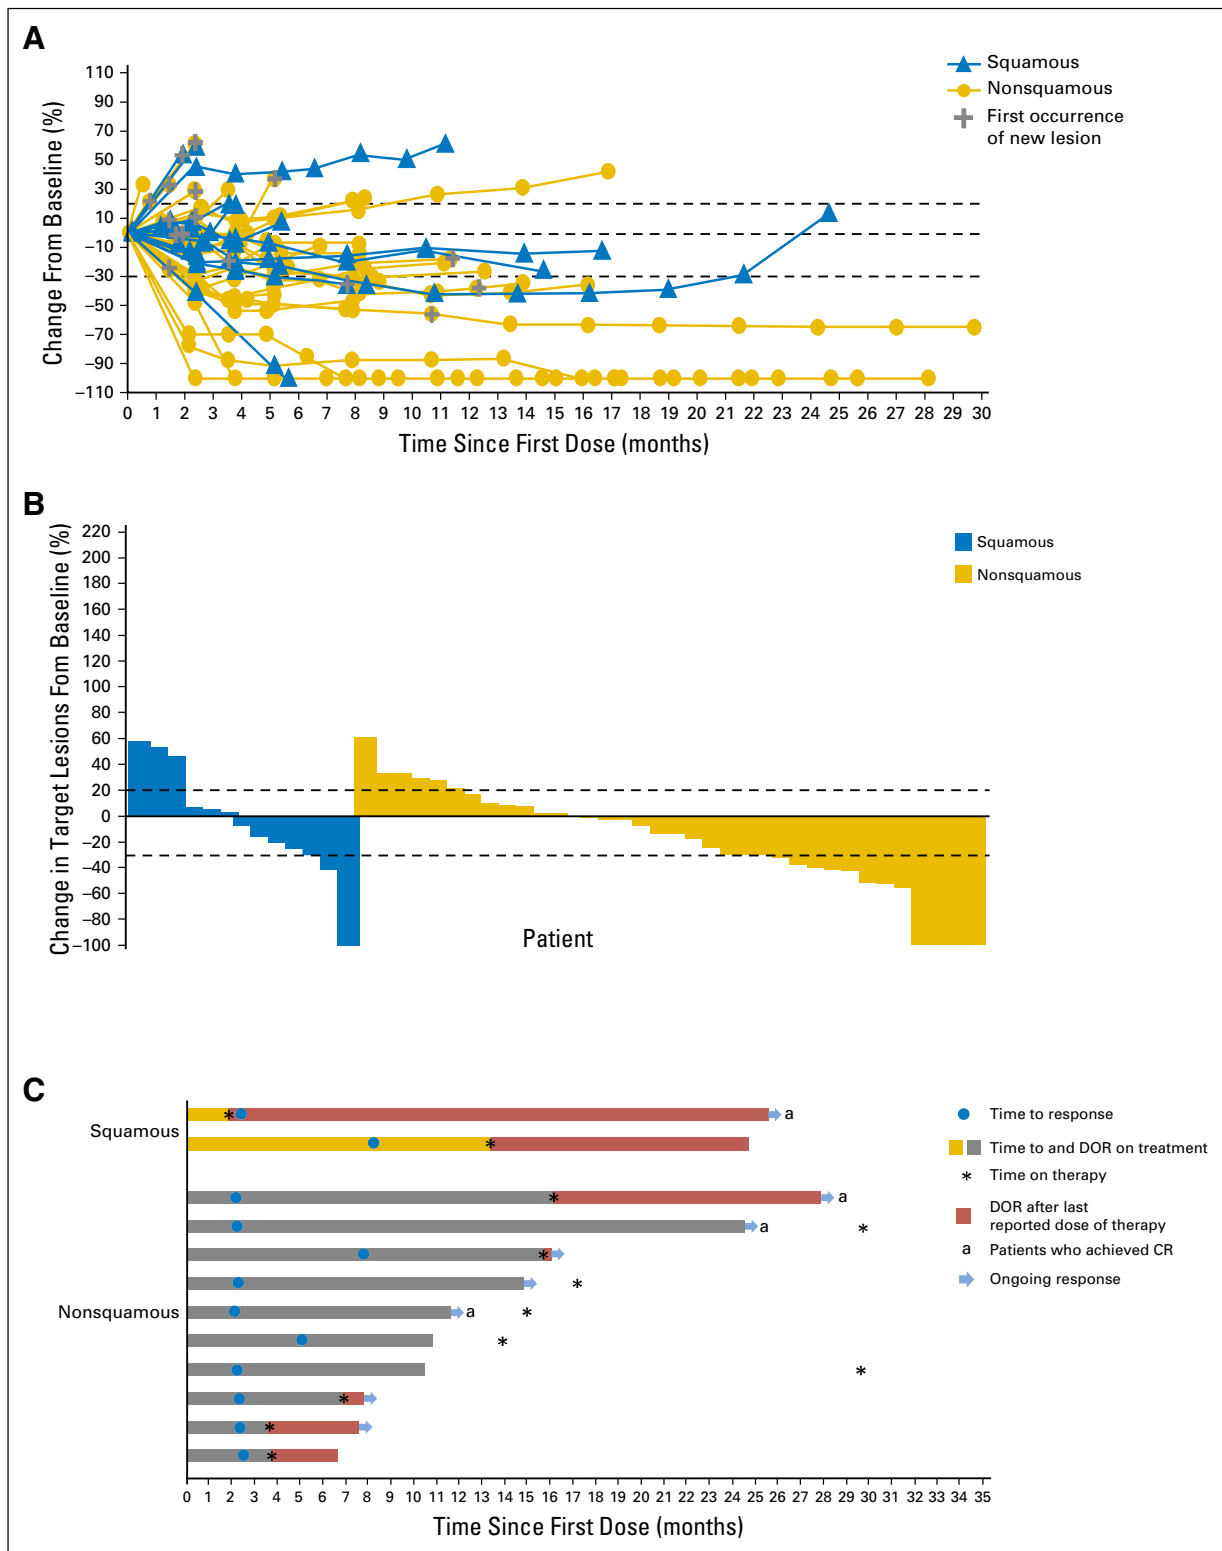 A
Change From Baseline (%)
110
90
70
50
30
10
−10
−30
−50
−70
−90
−110
0 1 2 3 4 5 6 7 8 9 10 11 12 13 14 15 16 17 18 19 20 21 22 23 24 25 26 27 28 29 30
Time Since First Dose (months)
Squamous
Nonsquamous
First occurrence
of new lesion
B
Change in Target Lesions Fom Baseline (%)
220
200
180
160
140
120
100
80
60
40
20
0
−20
−40
−60
−80
−100
Patient
Squamous
Nonsquamous
C
Squamous
Nonsquamous
* a
*
* a
a *
*
*
a *
*
*
*
*
*
0 1 2 3 4 5 6 7 8 9 10 11 12 13 14 15 16 17 18 19 20 21 22 23 24 25 26 27 28 29 30 31 32 33 34 35
Time Since First Dose (months)
Time to response
Time to and DOR on treatment
* Time on therapy
DOR after last
reported dose of therapy
a Patients who achieved CR
Ongoing response